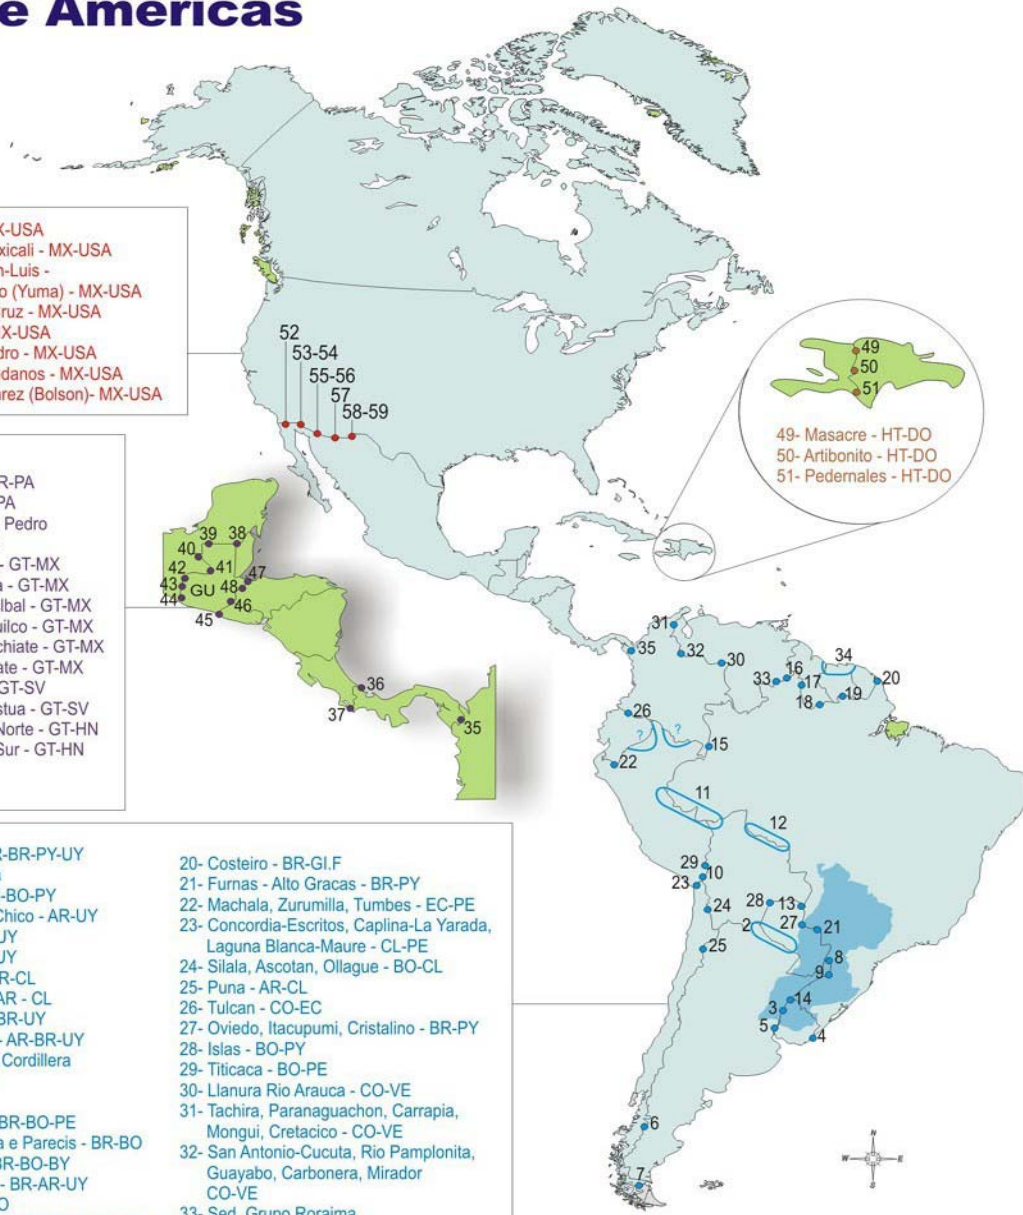 e Americas
X-USA
xicali - MX-USA
n-Luis -
o (Yuma) - MX-USA
ruz - MX-USA
MX-USA
dro - MX-USA
danos - MX-USA
rez (Bolson)- MX-USA
52
53-54
55-56
57
58-59
49
50
51
49- Masacre - HT-DO
50- Artibonito - HT-DO
51- Pedernales - HT-DO
R-PA
PA
Pedro
- GT-MX
a - GT-MX
lbal - GT-MX
uilco - GT-MX
chiate - GT-MX
ate - GT-MX
GT-SV
stua - GT-SV
Norte - GT-HN
Sur - GT-HN
39 38
40
41
42 47
43 GU 48
44 46
45
36
37
35
31
35 32 30
33 16 17 34 20
18 19
26
? ?
15
22
11
12
29
10
23
24 28 13
2 27 21
25
8
9
14
3
5
4
6
7
N
W E
S
R-BR-PY-UY
-BO-PY
Chico - AR-UY
UY
UY
R-CL
AR - CL
BR-UY
- AR-BR-UY
Cordillera
BR-BO-PE
a e Parecis - BR-BO
BR-BO-BY
- BR-AR-UY
O
20- Costeiro - BR-GI.F
21- Furnas - Alto Gracas - BR-PY
22- Machala, Zurumilla, Tumbes - EC-PE
23- Concordia-Escritos, Caplina-La Yarada,
Laguna Blanca-Maure - CL-PE
24- Silala, Ascotan, Ollague - BO-CL
25- Puna - AR-CL
26- Tulcan - CO-EC
27- Oviedo, Itacupumi, Cristalino - BR-PY
28- Islas - BO-PY
29- Titicaca - BO-PE
30- Llanura Rio Arauca - CO-VE
31- Tachira, Paranaguachon, Carrapia,
Mongui, Cretacico - CO-VE
32- San Antonio-Cucuta, Rio Pamplonita,
Guayabo, Carbonera, Mirador
CO-VE
33- Sed. Grupo Roraima